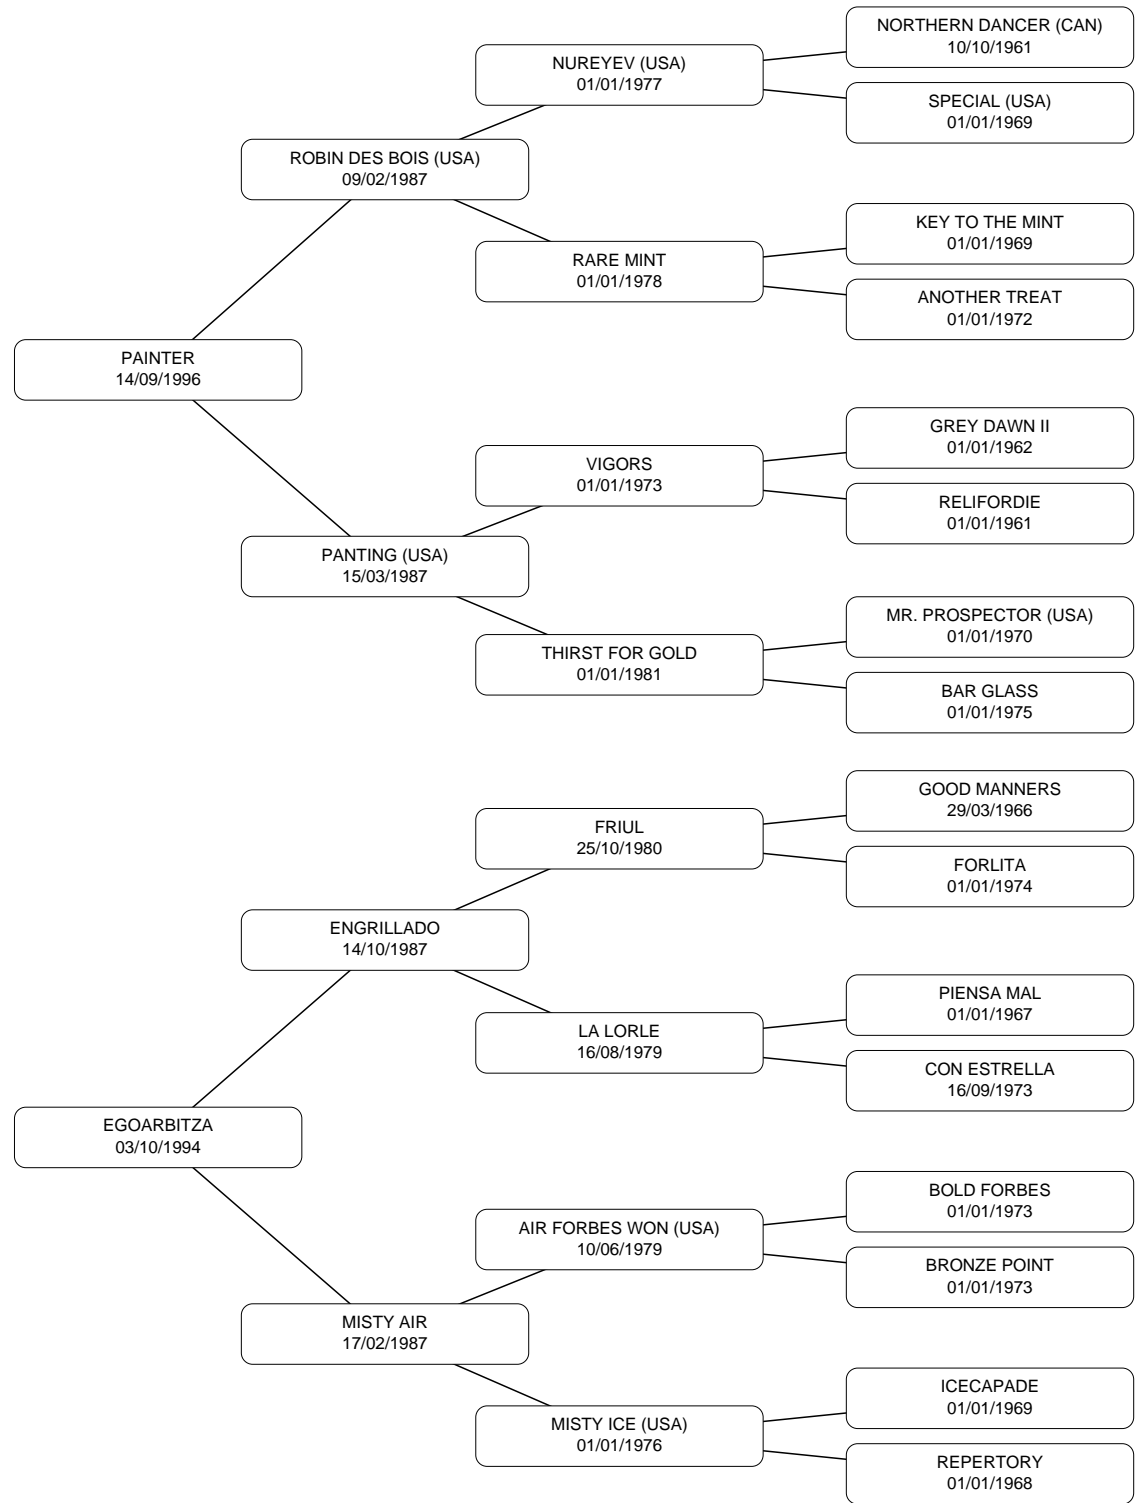 NORTHERN DANCER (CAN)
10/10/1961
NUREYEV (USA)
01/01/1977
SPECIAL (USA)
01/01/1969
ROBIN DES BOIS (USA)
09/02/1987
KEY TO THE MINT
01/01/1969
RARE MINT
01/01/1978
ANOTHER TREAT
01/01/1972
PAINTER
14/09/1996
GREY DAWN II
01/01/1962
VIGORS
01/01/1973
RELIFORDIE
01/01/1961
PANTING (USA)
15/03/1987
MR. PROSPECTOR (USA)
01/01/1970
THIRST FOR GOLD
01/01/1981
BAR GLASS
01/01/1975
GOOD MANNERS
29/03/1966
FRIUL
25/10/1980
FORLITA
01/01/1974
ENGRILLADO
14/10/1987
PIENSA MAL
01/01/1967
LA LORLE
16/08/1979
CON ESTRELLA
16/09/1973
EGOARBITZA
03/10/1994
BOLD FORBES
01/01/1973
AIR FORBES WON (USA)
10/06/1979
BRONZE POINT
01/01/1973
MISTY AIR
17/02/1987
ICECAPADE
01/01/1969
MISTY ICE (USA)
01/01/1976
REPERTORY
01/01/1968